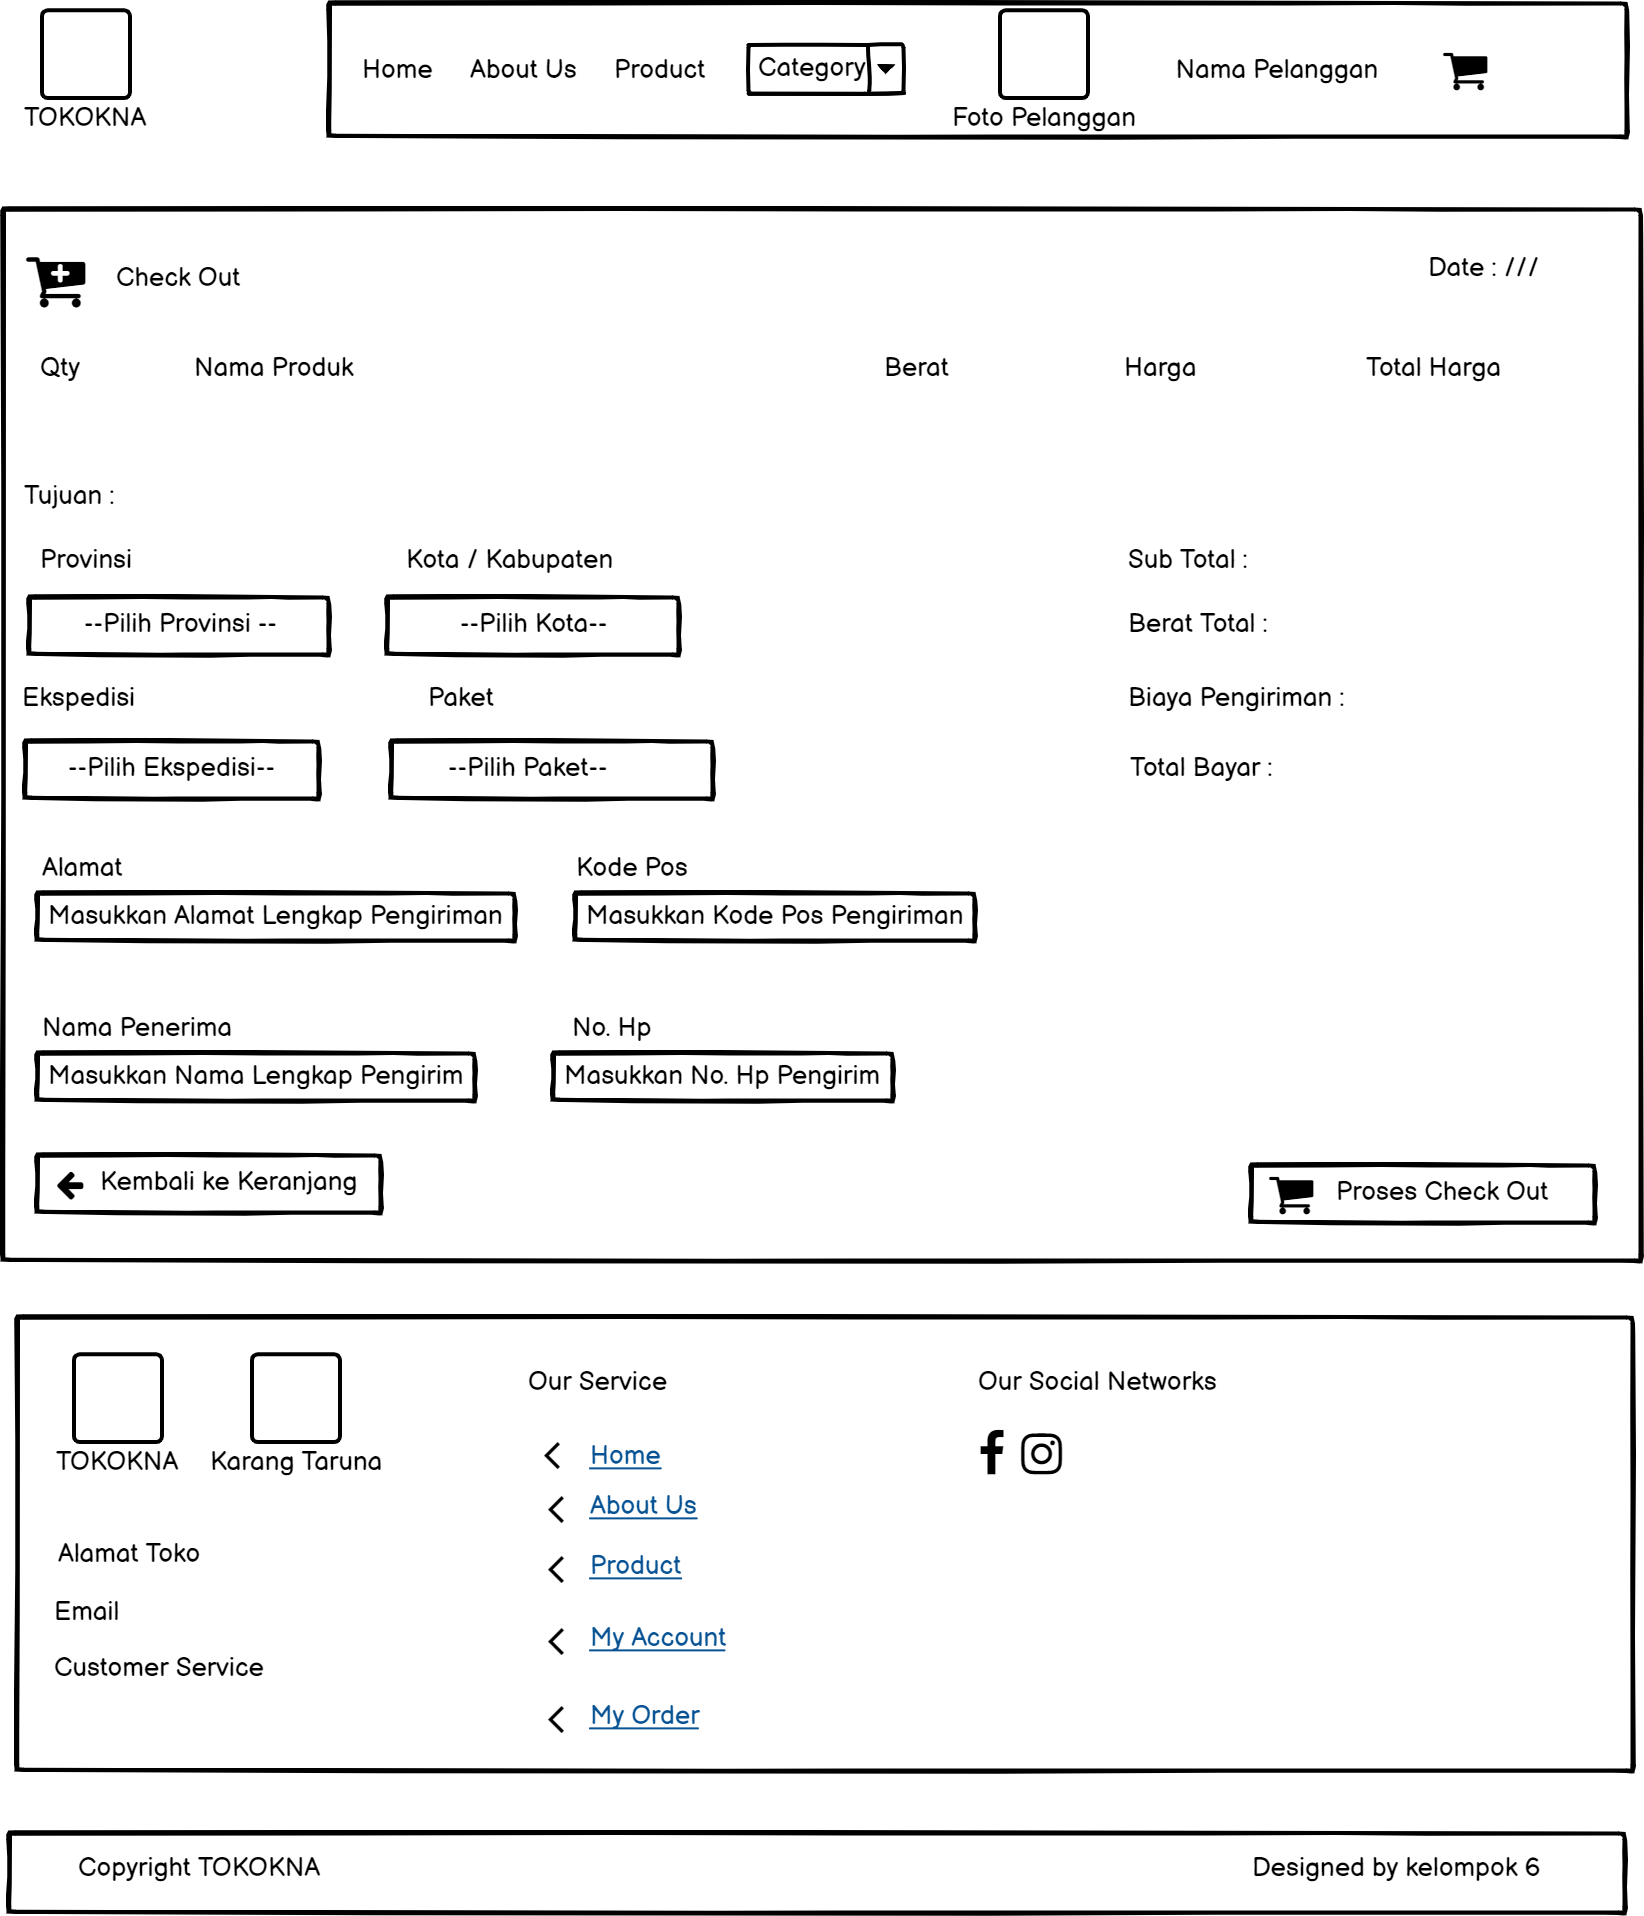 TOKOKNA
Home About Us Product Category Foto Pelanggan Nama Pelanggan
Check Out
Date : ///
Qty Nama Produk Berat Harga Total Harga
Tujuan :
Provinsi Kota / Kabupaten Sub Total :
--Pilih Provinsi -- --Pilih Kota-- Berat Total :
Ekspedisi Paket Biaya Pengiriman :
--Pilih Ekspedisi-- --Pilih Paket-- Total Bayar :
Alamat Kode Pos
Masukkan Alamat Lengkap Pengiriman Masukkan Kode Pos Pengiriman
Nama Penerima No. Hp
Masukkan Nama Lengkap Pengirim Masukkan No. Hp Pengirim
Kembali ke Keranjang Proses Check Out
TOKOKNA Karang Taruna
Alamat Toko
Email
Customer Service
Our Service
Home
About Us
Product
My Account
My Order
Our Social Networks
Copyright TOKOKNA Designed by kelompok 6